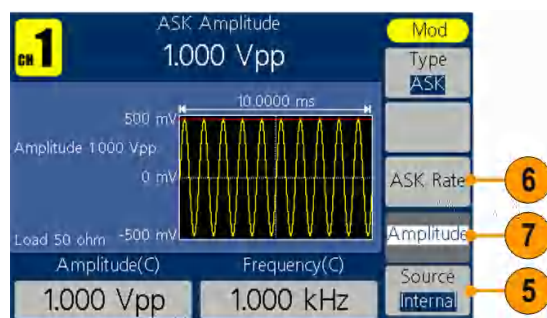 CH 1
ASK Amplitude
1.000 Vpp
Mod
Type
ASK
10.0000 ms
500 mV
Amplitude 1.000 Vpp
0 mV
ASK Rate
6
Amplitude
7
Load 50 ohm
-500 mV
Amplitude(C)
Frequency(C)
1.000 Vpp
1.000 kHz
Source
Internal
5